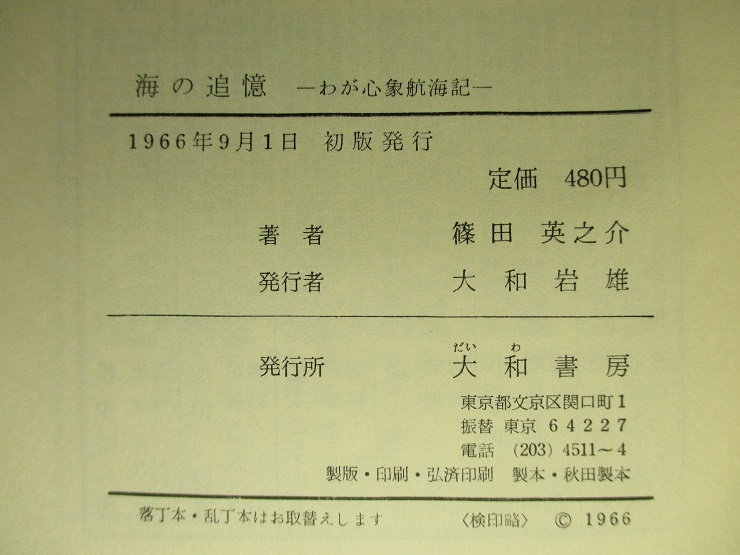 海の追憶 ―わが心象航海記―
1966年9月1日 初版発行
定価 480円
著者 篠田英之介
発行者 大和岩雄
だいわ
発行所 大和書房
東京都文京区関口町1
振替 東京 64227
電話 (203) 4511～4
製版・印刷・弘済印刷 製本・秋田製本
落丁本・乱丁本はお取替えします 〈検印略〉 © 1966